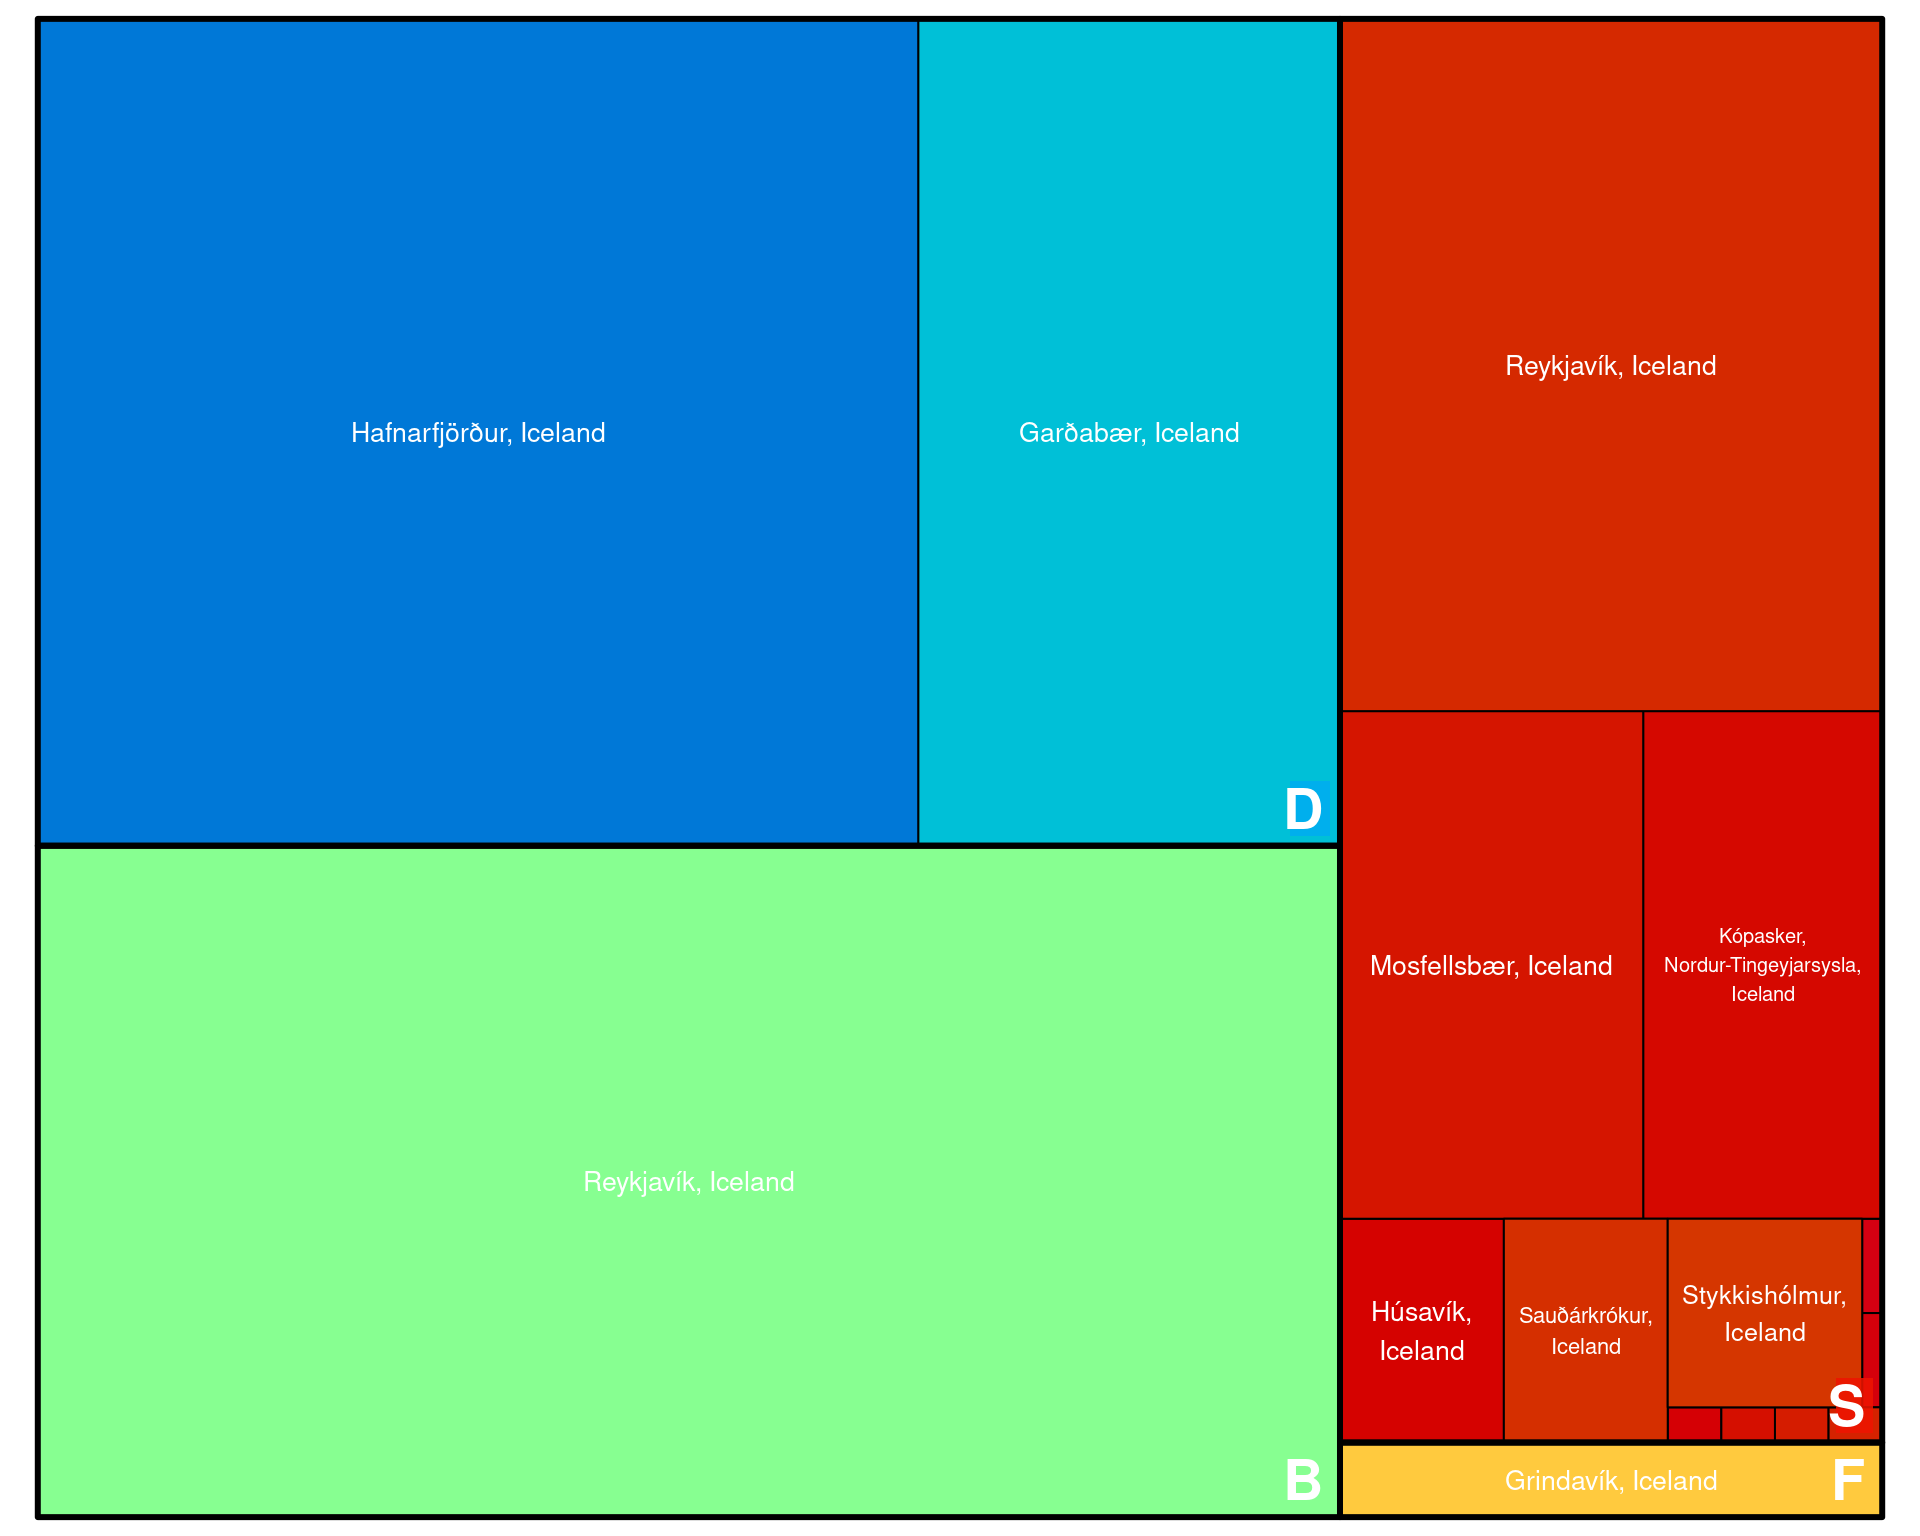 Hafnarfjörður, Iceland
Garðabær, Iceland
D
Reykjavík, Iceland
B
Reykjavík, Iceland
Mosfellsbær, Iceland
Kópasker,
Nordur-Tingeyjarsysla,
Iceland
Húsavík,
Iceland
Sauðárkrókur,
Iceland
Stykkishólmur,
Iceland
S
Grindavík, Iceland
F